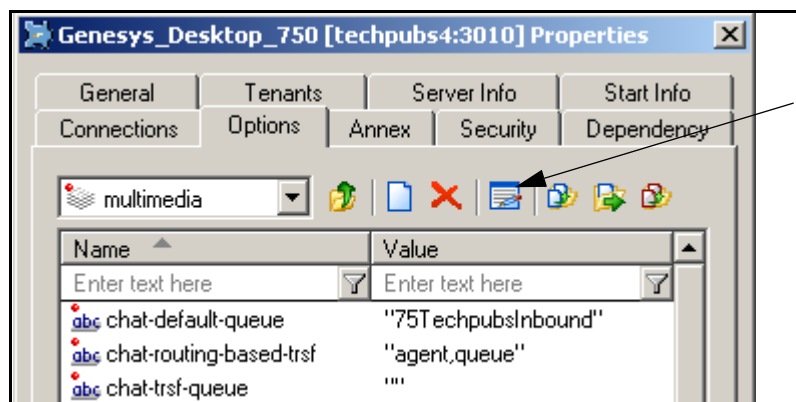 Genesys_Desktop_750 [techpubs4:3010] Properties
General Tenants Server Info Start Info
Connections Options Annex Security Dependency
multimedia
Name Value
Enter text here Enter text here
abc chat-default-queue "75TechpubsInbound"
abc chat-routing-based-trsf "agent,queue"
abc chat-trsf-queue ""